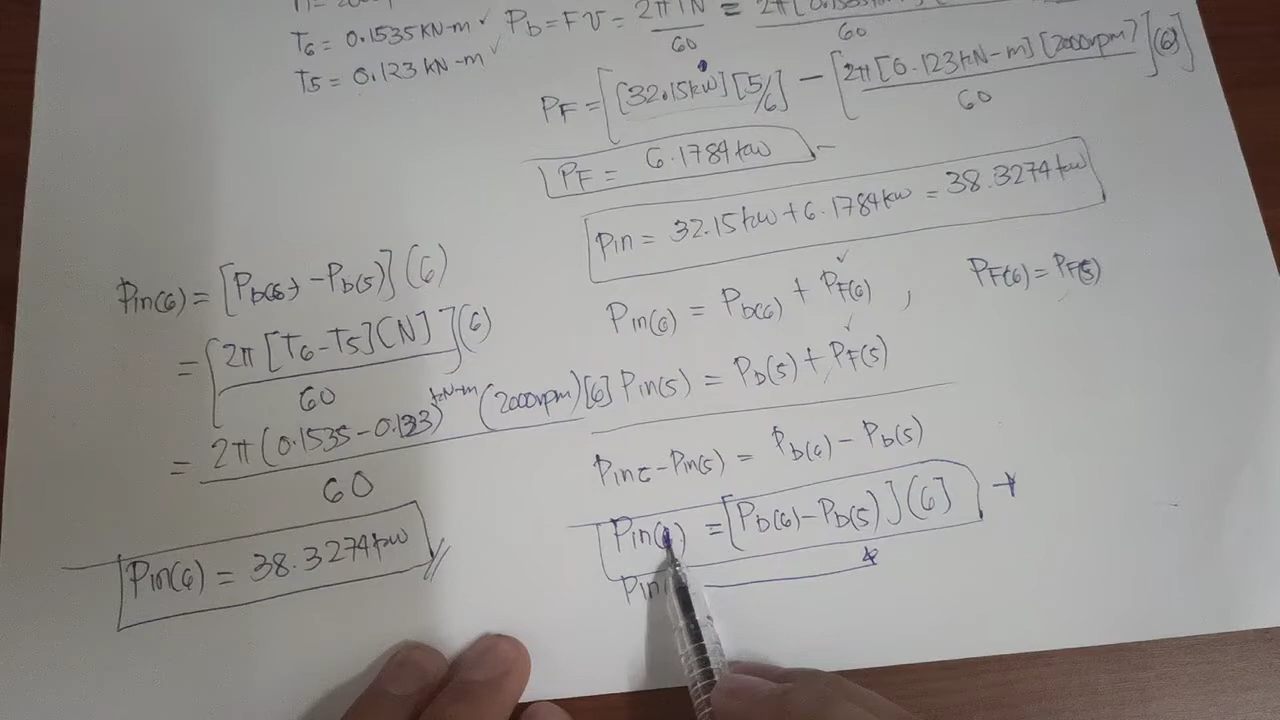 T6 = 0.1535 KN-m ✓ Pb = FV = 2πTN/60 =
T5 = 0.123 KN-m ✓
PF = [[32.15kw][5/6] - [2π[0.123KN-m][2000rpm]/60](6)]
PF = 6.1784kw
Pin = 32.15kw + 6.1784kw = 38.3274kw
Pin(6) = Pb(6) + PF(6) , PF(6) = PF(5)
Pin(5) = Pb(5) + PF(5)
Pin6 - Pin(5) = Pb(6) - Pb(5)
Pin(6) = [Pb(6) - Pb(5)](6)
Pin(6) = [Pb(6) - Pb(5)](6)
= [2π[T6 - T5](N)/60](6)
= 2π(0.1535 - 0.123)KN-m (2000rpm)[6]/60
Pin(6) = 38.3274kw